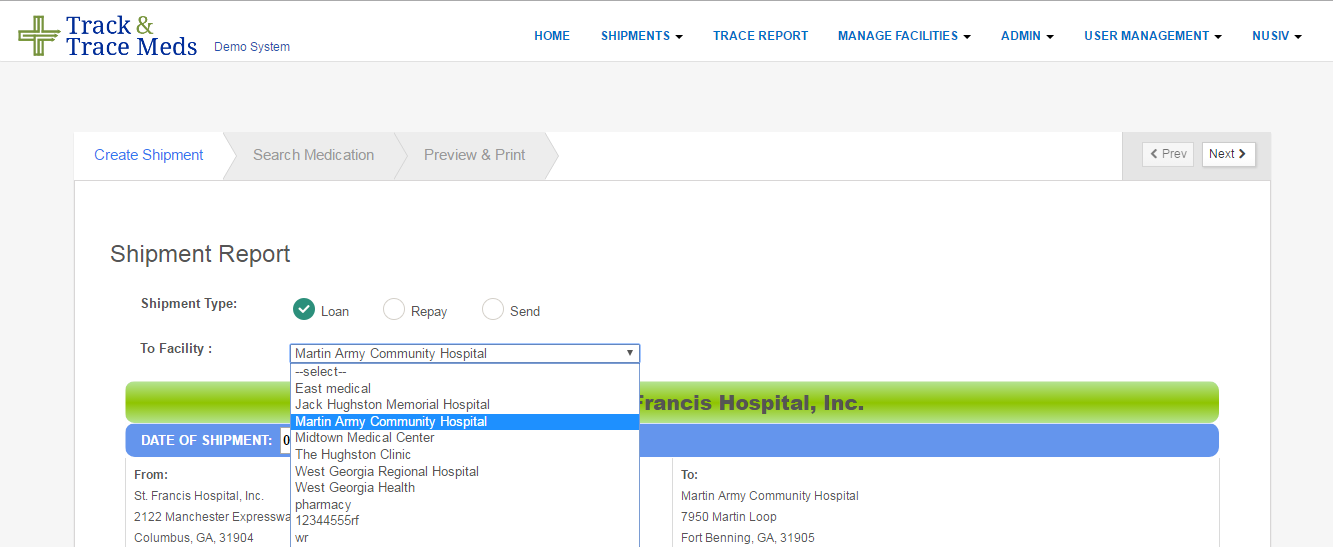 Track &
Trace Meds Demo System
HOME SHIPMENTS TRACE REPORT MANAGE FACILITIES ADMIN USER MANAGEMENT NUSIV
Create Shipment Search Medication Preview & Print Prev Next
Shipment Report
Shipment Type: Loan Repay Send
To Facility : Martin Army Community Hospital
--select--
East medical
Jack Hughston Memorial Hospital
Francis Hospital, Inc.
Martin Army Community Hospital
DATE OF SHIPMENT: 0
Midtown Medical Center
The Hughston Clinic
West Georgia Regional Hospital
West Georgia Health
pharmacy
12344555rf
wr
From:
St. Francis Hospital, Inc.
2122 Manchester Expresswa
Columbus, GA, 31904
To:
Martin Army Community Hospital
7950 Martin Loop
Fort Benning, GA, 31905